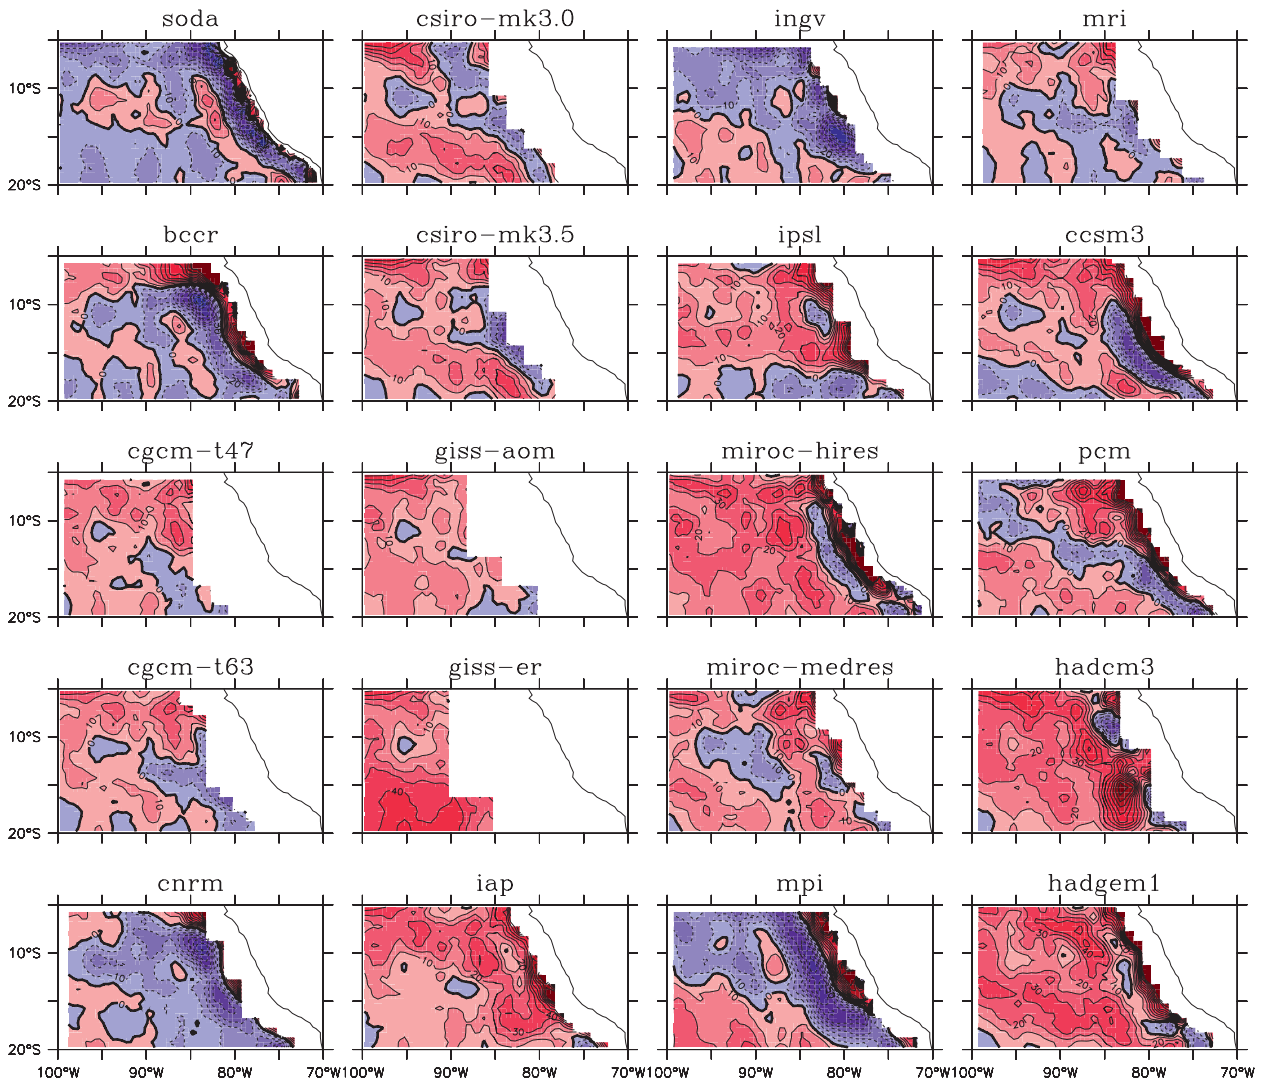 soda csiro-mk3.0 ingv mri
10°S
20°S
bccr csiro-mk3.5 ipsl ccsm3
10°S
20°S
cgcm-t47 giss-aom miroc-hires pcm
10°S
20°S
cgcm-t63 giss-er miroc-medres hadcm3
10°S
20°S
cnrm iap mpi hadgem1
10°S
20°S
100°W 90°W 80°W 70°W100°W 90°W 80°W 70°W100°W 90°W 80°W 70°W100°W 90°W 80°W 70°W